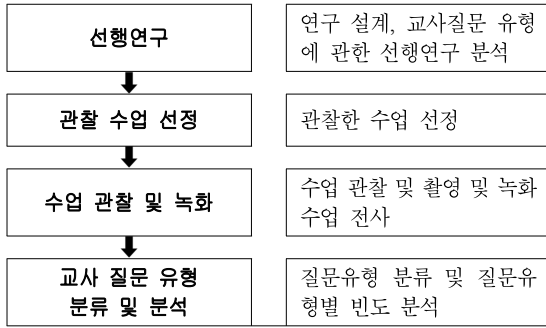 선행연구
연구 설계, 교사질문 유형
에 관한 선행연구 분석
관찰 수업 선정
관찰한 수업 선정
수업 관찰 및 녹화
수업 관찰 및 촬영 및 녹화
수업 전사
교사 질문 유형
분류 및 분석
질문유형 분류 및 질문유
형별 빈도 분석